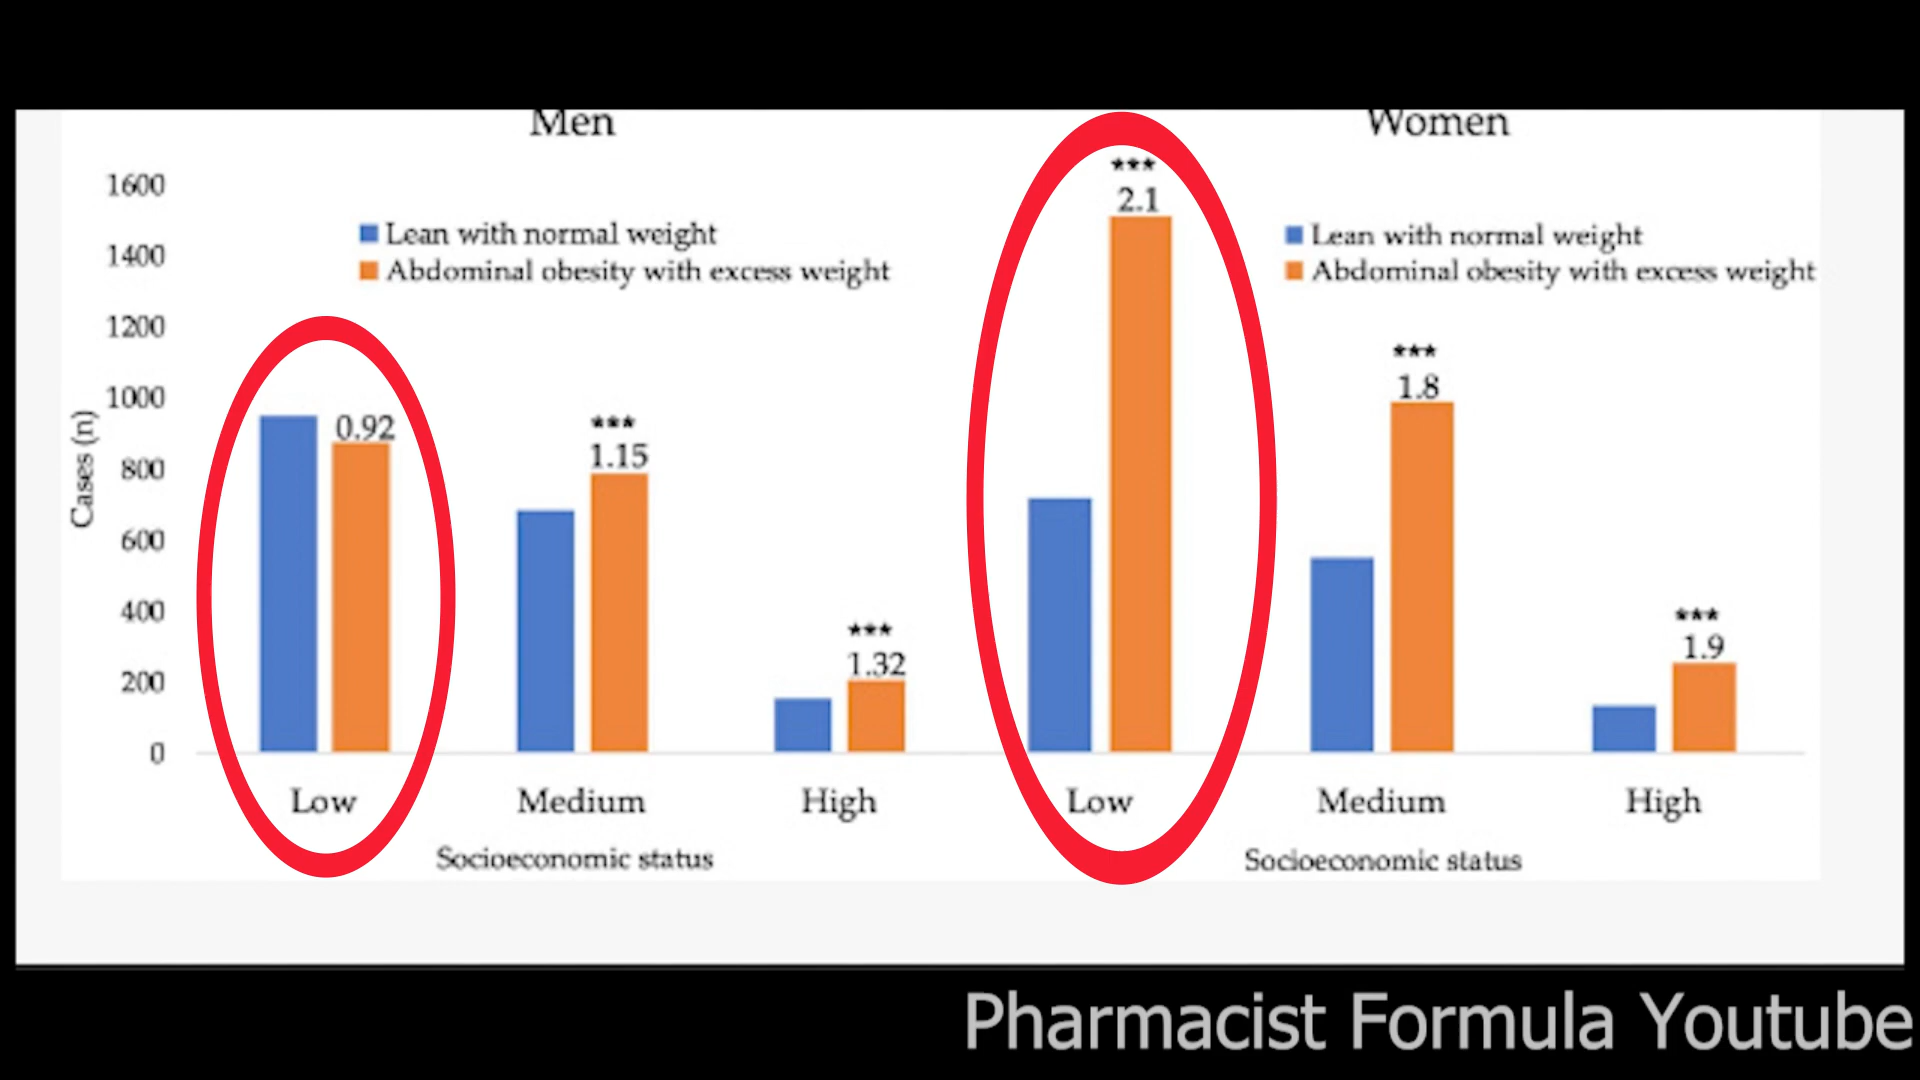 Men
Women
1600
1400
1200
1000
800
600
400
200
0
Cases (n)
Lean with normal weight
Abdominal obesity with excess weight
0.92
***
1.15
***
1.32
Low
Medium
High
Socioeconomic status
***
2.1
Lean with normal weight
Abdominal obesity with excess weight
***
1.8
***
1.9
Low
Medium
High
Socioeconomic status
Pharmacist Formula Youtube